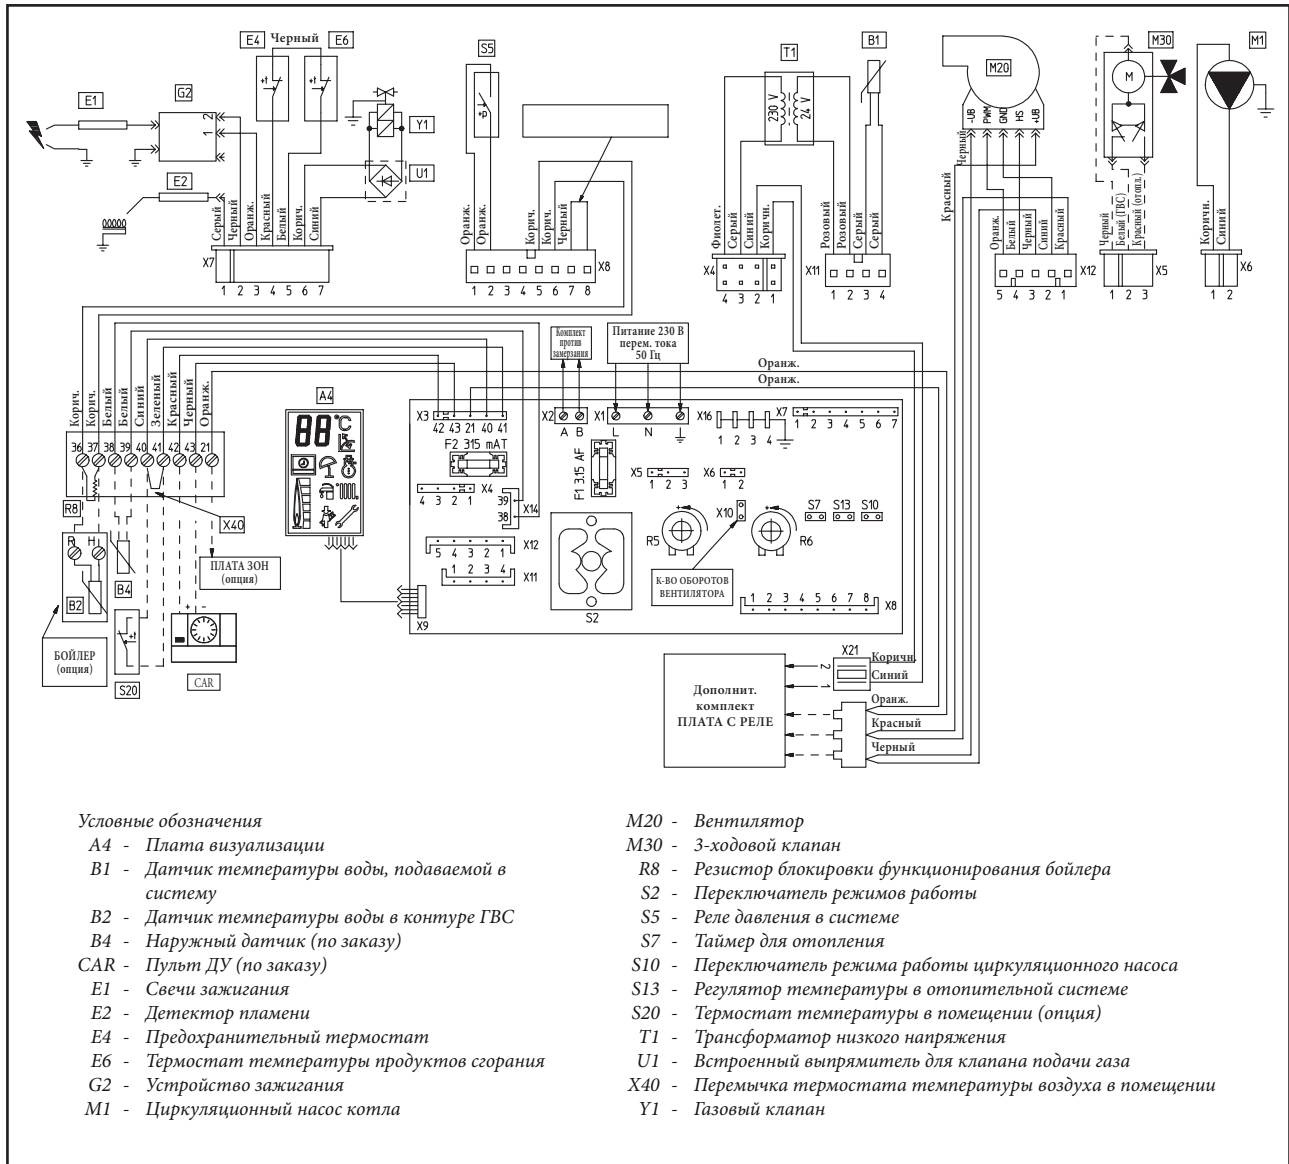 E4 Черный E6
S5
T1
B1
M20
M30
M1
E1
G2
2
1
+t
+t
Y1
U1
+p
230 V
24 V
M
-UB PWM GND HS +UB
E2
Серый
Черный
Оранж.
Красный
Белый
Корич.
Синий
X7
1 2 3 4 5 6 7
Оранж.
Оранж.
Корич.
Корич.
Черный
X8
1 2 3 4 5 6 7 8
Фиолет.
Серый
Синий
Коричн.
X4
4 3 2 1
Розовый
Розовый
Серый
Серый
X11
1 2 3 4
Черный
Красный
Оранж.
Белый
Черный
Синий
Красный
X12
5 4 3 2 1
Черный
Белый (ГВС)
Красный (отопл.)
X5
1 2 3
Коричн.
Синий
X6
1 2
Комплект
против
замерзания
Питание 230 В
перем. тока
50 Гц
Оранж.
Оранж.
Корич.
Корич.
Белый
Белый
Синий
Зеленый
Красный
Черный
Оранж.
36 37 38 39 40 41 42 43 21
A4
88 °C
X3
42 43 21 40 41
F2 315 mAT
X2
A B
X1
L N
F1 3.15 AF
X16
1 2 3 4
X7
1 2 3 4 5 6 7
X5
1 2 3
X6
1 2
4 3 2 1 X4
39
38
X14
X12
5 4 3 2 1
1 2 3 4
X11
X9
S2
R5
X10
R6
S7 S13 S10
К-ВО ОБОРОТОВ
ВЕНТИЛЯТОРА
1 2 3 4 5 6 7 8 X8
R8
X40
R H
B2
B4
ПЛАТА ЗОН
(опция)
БОЙЛЕР
(опция)
+t
S20
+ -
CAR
X21
2
1
Коричн.
Синий
Оранж.
Красный
Черный
Дополнит.
комплект
ПЛАТА С РЕЛЕ
Условные обозначения
A4 - Плата визуализации
B1 - Датчик температуры воды, подаваемой в
систему
B2 - Датчик температуры воды в контуре ГВС
B4 - Наружный датчик (по заказу)
CAR - Пульт ДУ (по заказу)
E1 - Свечи зажигания
E2 - Детектор пламени
E4 - Предохранительный термостат
E6 - Термостат температуры продуктов сгорания
G2 - Устройство зажигания
M1 - Циркуляционный насос котла
M20 - Вентилятор
M30 - 3-ходовой клапан
R8 - Резистор блокировки функционирования бойлера
S2 - Переключатель режимов работы
S5 - Реле давления в системе
S7 - Таймер для отопления
S10 - Переключатель режима работы циркуляционного насоса
S13 - Регулятор температуры в отопительной системе
S20 - Термостат температуры в помещении (опция)
T1 - Трансформатор низкого напряжения
U1 - Встроенный выпрямитель для клапана подачи газа
X40 - Перемычка термостата температуры воздуха в помещении
Y1 - Газовый клапан